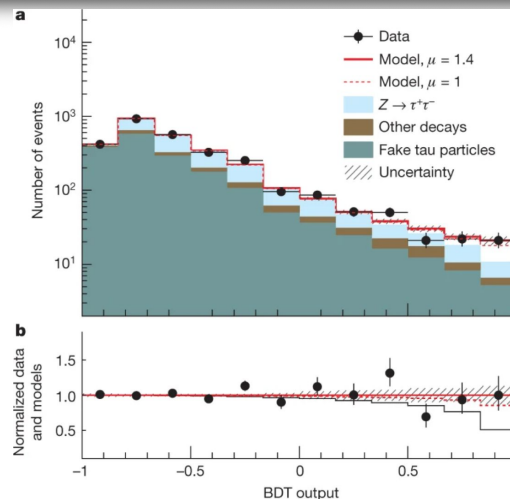 a
10⁴
10³
10²
10¹
Number of events
Data
Model, μ = 1.4
Model, μ = 1
Z → τ⁺τ⁻
Other decays
Fake tau particles
Uncertainty
b
1.5
1.0
0.5
Normalized data
and models
−1
−0.5
0
0.5
BDT output